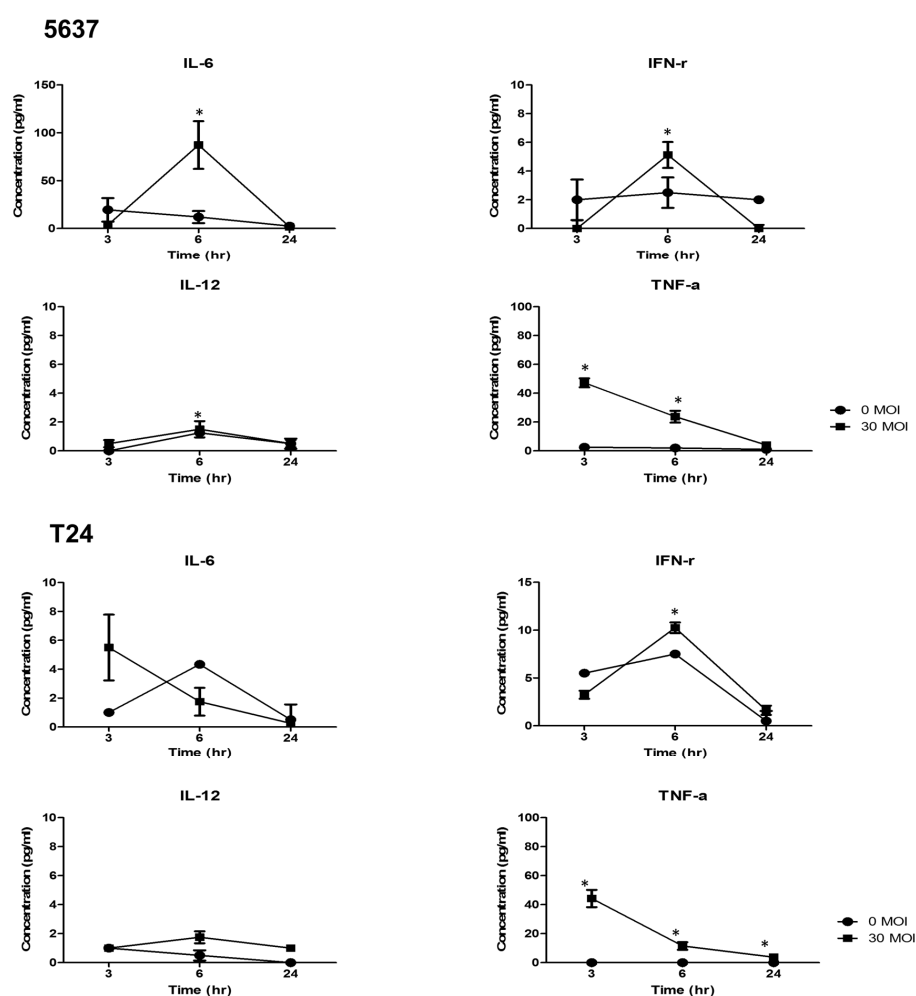 5637
IL-6
150
100
50
0
Concentration (pg/ml)
*
3 6 24
Time (hr)
IFN-r
10
8
6
4
2
0
Concentration (pg/ml)
*
3 6 24
Time (hr)
IL-12
10
8
6
4
2
0
Concentration (pg/ml)
*
3 6 24
Time (hr)
TNF-a
100
80
60
40
20
0
Concentration (pg/ml)
* *
3 6 24
Time (hr)
0 MOI
30 MOI
T24
IL-6
10
8
6
4
2
0
Concentration (pg/ml)
3 6 24
Time (hr)
IFN-r
15
10
5
0
Concentration (pg/ml)
*
3 6 24
Time (hr)
IL-12
10
8
6
4
2
0
Concentration (pg/ml)
3 6 24
Time (hr)
TNF-a
100
80
60
40
20
0
Concentration (pg/ml)
* * *
3 6 24
Time (hr)
0 MOI
30 MOI